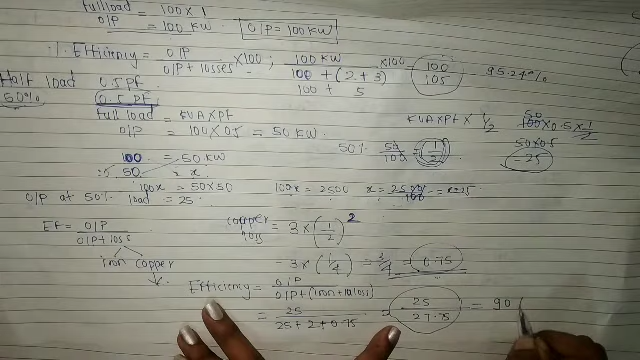 full load = 100 X 1
O/P = 100 KW O/P = 100 KW
·/. Efficiency = O/P / O/P + losses X 100 ; 100 KW / 100 + (2 + 3) X 100 = 100 / 105 = 95.24%
100 + 5
Half load 0.5 pf
50% 0.5 pf.
full load = KVA X Pf
O/P = 100 X 0.5 = 50 KW.
KVA X Pf X 1/2
100 X 0.5 X 1/2
50 X 0.5
= 25
50% 50/100 = (1/2)
100 = 50 KW
∴ 50 = x
100x = 50 X 50 100x = 2500
O/P at 50% load = 25
EF = O/P / O/P + loss
iron copper
copper loss = 3 X (1/2)²
= 3 X (1/4) = 3/4 = 0.75
Efficiency = O/P
= 25 / 25 + 2 + 0.75 = 25 / 27.75 = 90